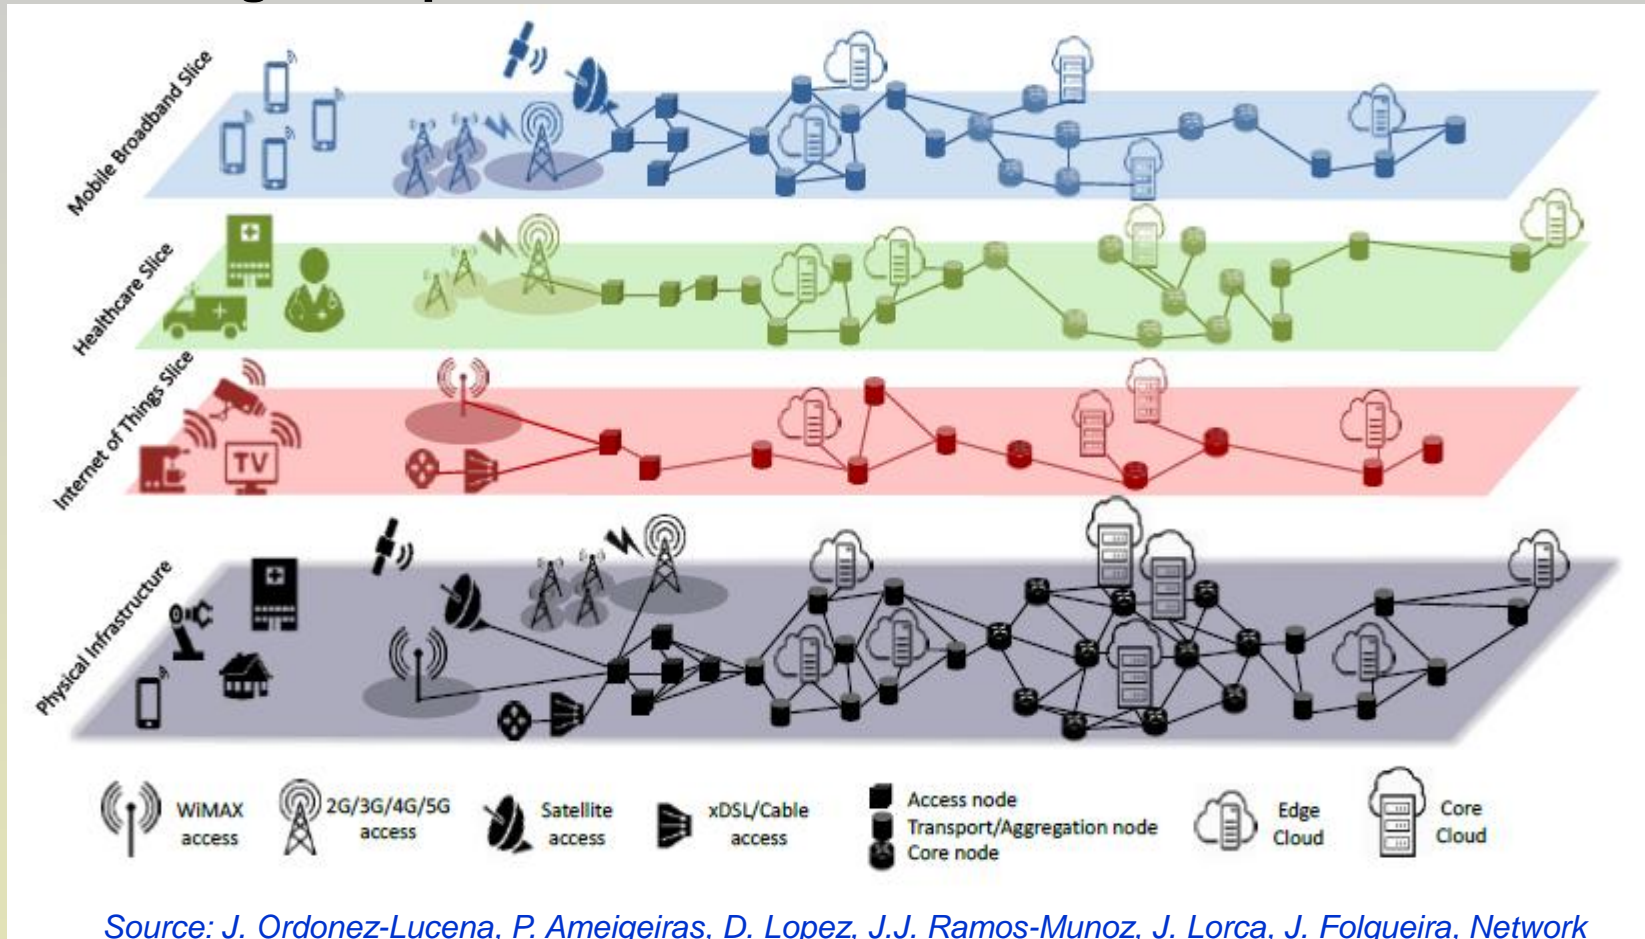 Mobile Broadband Slice
Healthcare Slice
Internet of Things Slice
TV
Physical Infrastructure
WiMAX
access
2G/3G/4G/5G
access
Satellite
access
xDSL/Cable
access
Access node
Transport/Aggregation node
Core node
Edge
Cloud
Core
Cloud
Source: J. Ordonez-Lucena, P. Ameigeiras, D. Lopez, J.J. Ramos-Munoz, J. Lorca, J. Folgueira, Network